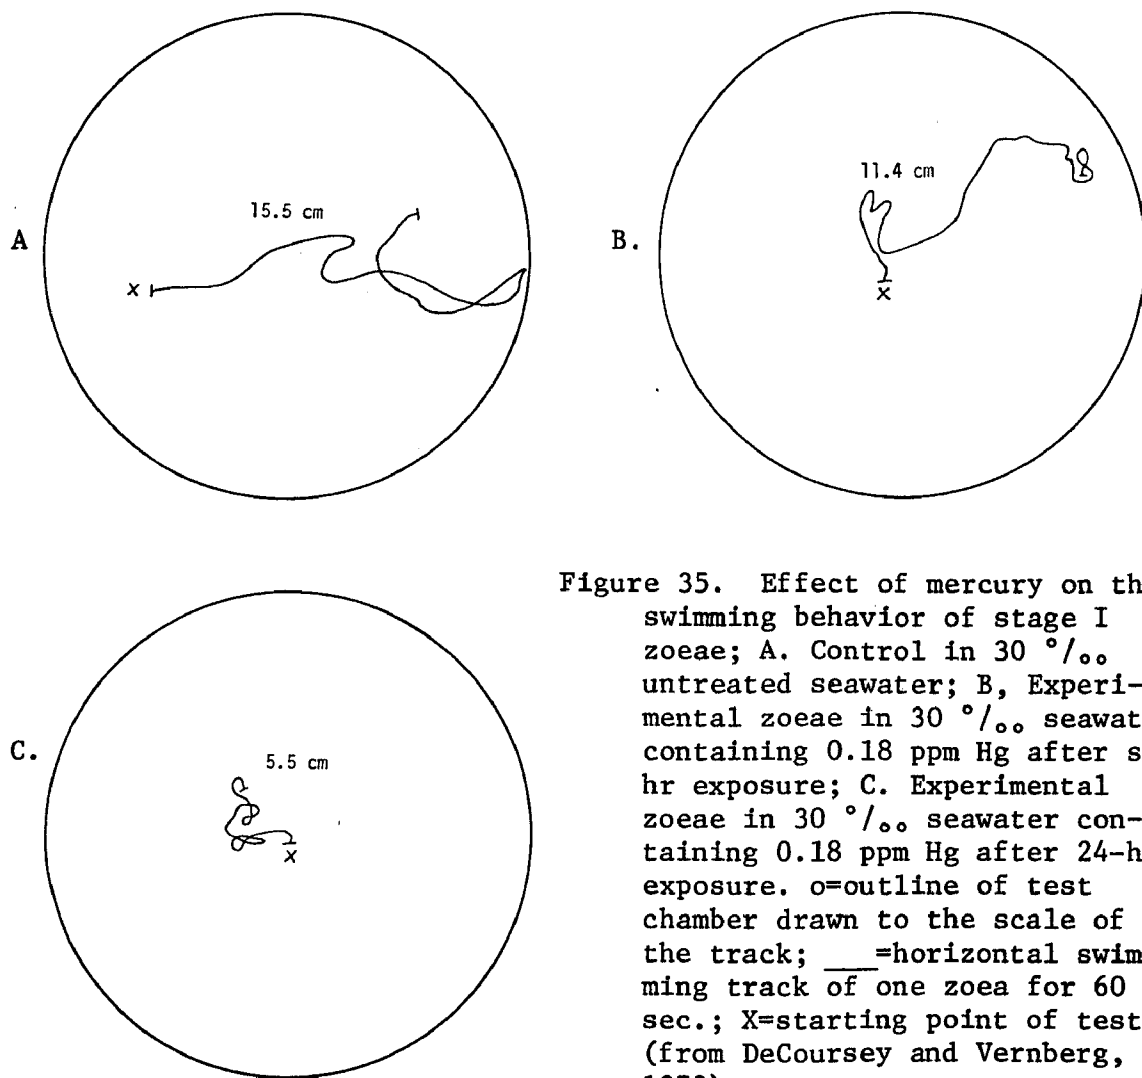 15.5 cm
A
x
11.4 cm
B.
x
5.5 cm
C.
x
Figure 35. Effect of mercury on th
swimming behavior of stage I
zoeae; A. Control in 30 °/oo
untreated seawater; B, Experi-
mental zoeae in 30 °/oo seawat
containing 0.18 ppm Hg after s
hr exposure; C. Experimental
zoeae in 30 °/oo seawater con-
taining 0.18 ppm Hg after 24-h
exposure. o=outline of test
chamber drawn to the scale of
the track; ___=horizontal swim
ming track of one zoea for 60
sec.; X=starting point of test
(from DeCoursey and Vernberg,